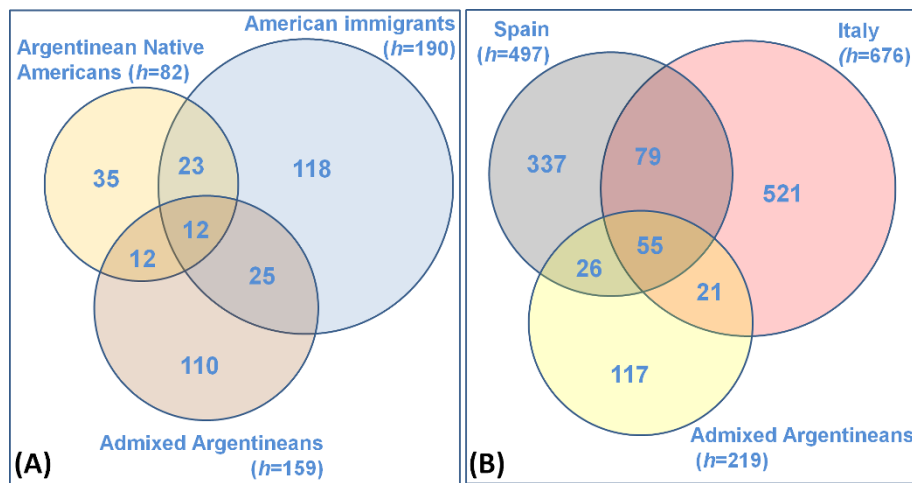 American immigrants
(h=190)
Argentinean Native
Americans (h=82)
35
23
118
12
12
25
110
Admixed Argentineans
(h=159)
(A)
Spain
(h=497)
Italy
(h=676)
337
79
521
55
26
21
117
Admixed Argentineans
(h=219)
(B)